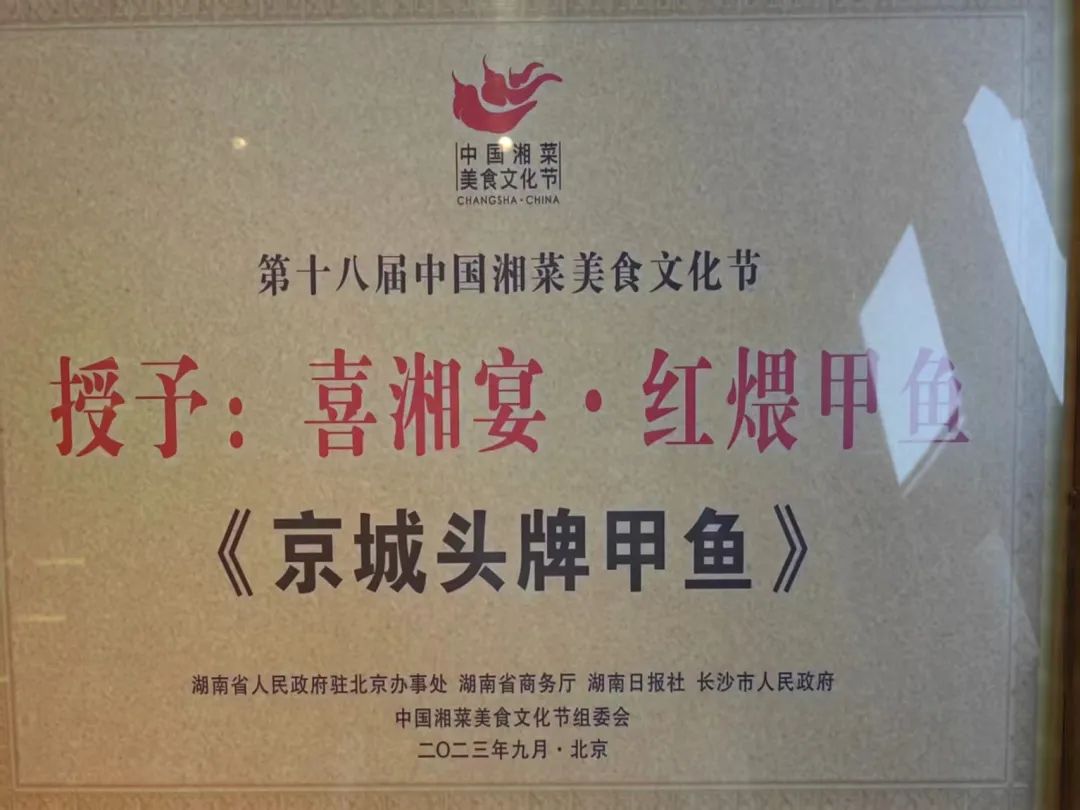 中国湘菜
美食文化节
CHANGSHA·CHINA
第十八届中国湘菜美食文化节
授予：喜湘宴·红煨甲鱼
《京城头牌甲鱼》
湖南省人民政府驻北京办事处 湖南省商务厅 湖南日报社 长沙市人民政府
中国湘菜美食文化节组委会
二〇二三年九月·北京